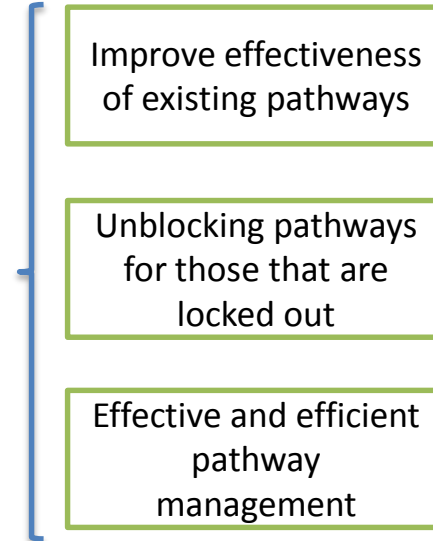 Improve effectiveness
of existing pathways
Unblocking pathways
for those that are
locked out
Effective and efficient
pathway
management